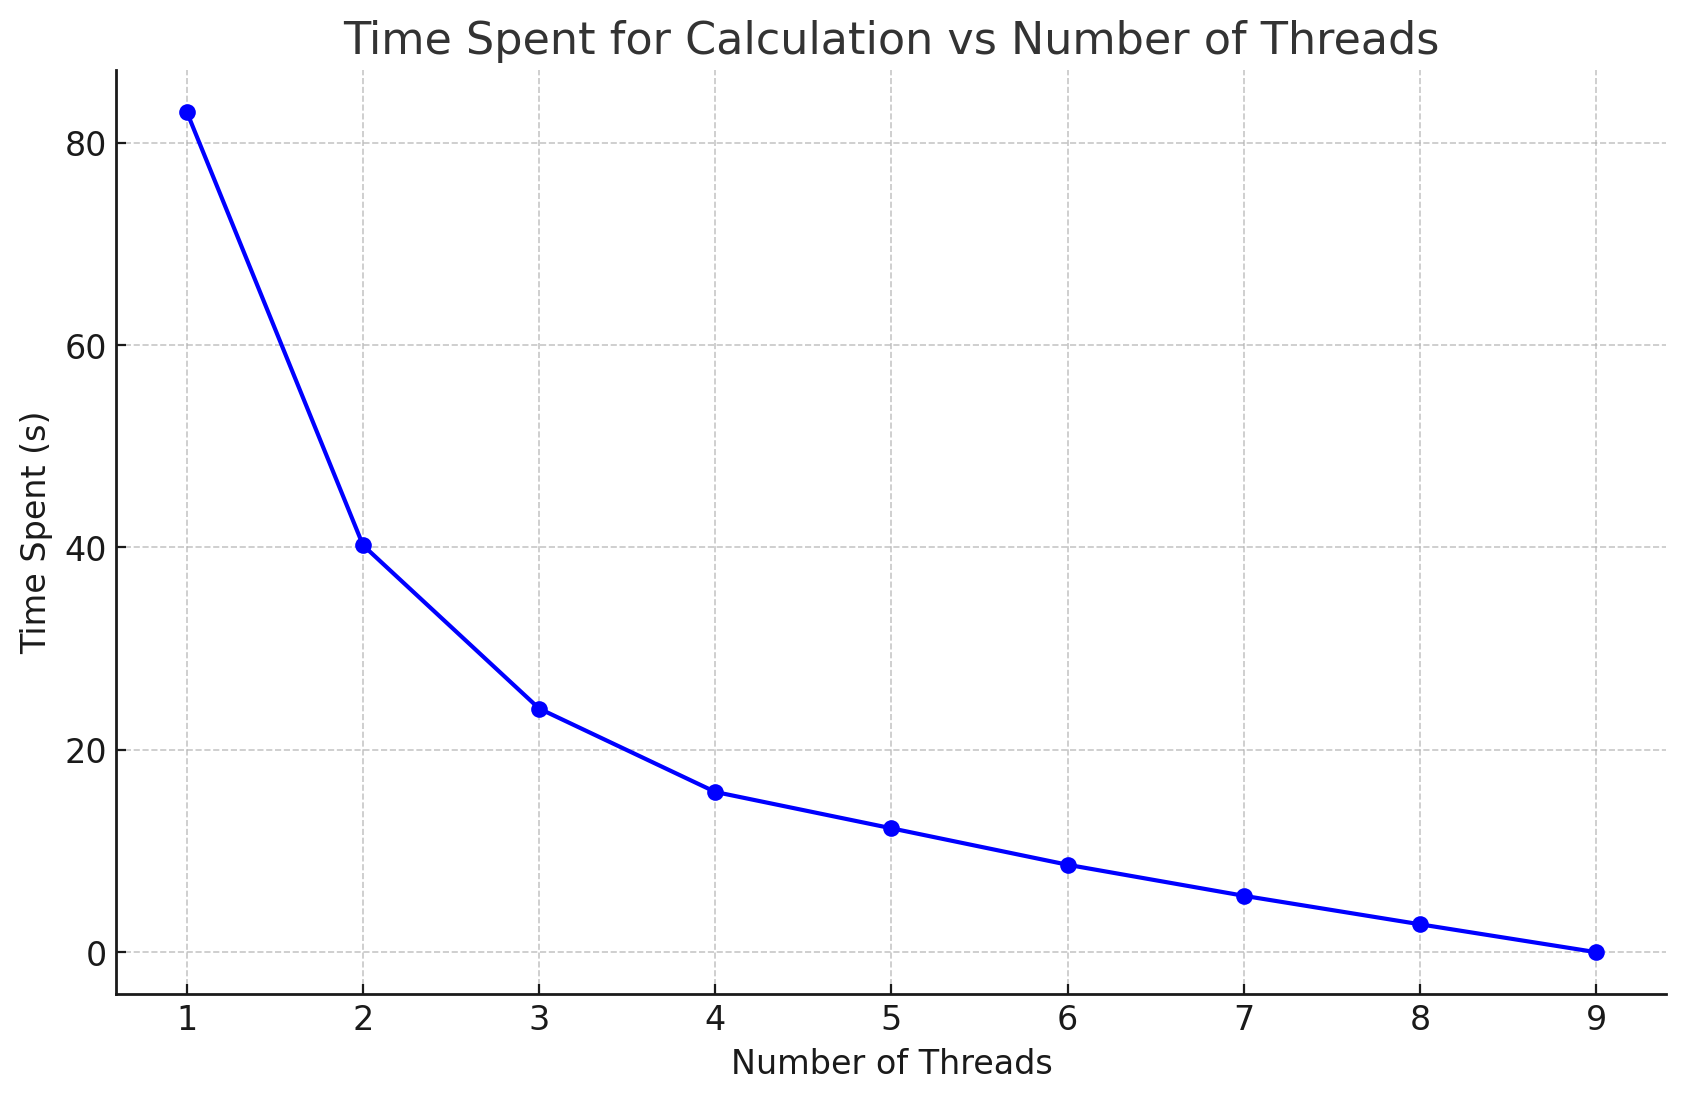 Time Spent for Calculation vs Number of Threads
80
60
40
20
0
Time Spent (s)
1 2 3 4 5 6 7 8 9
Number of Threads